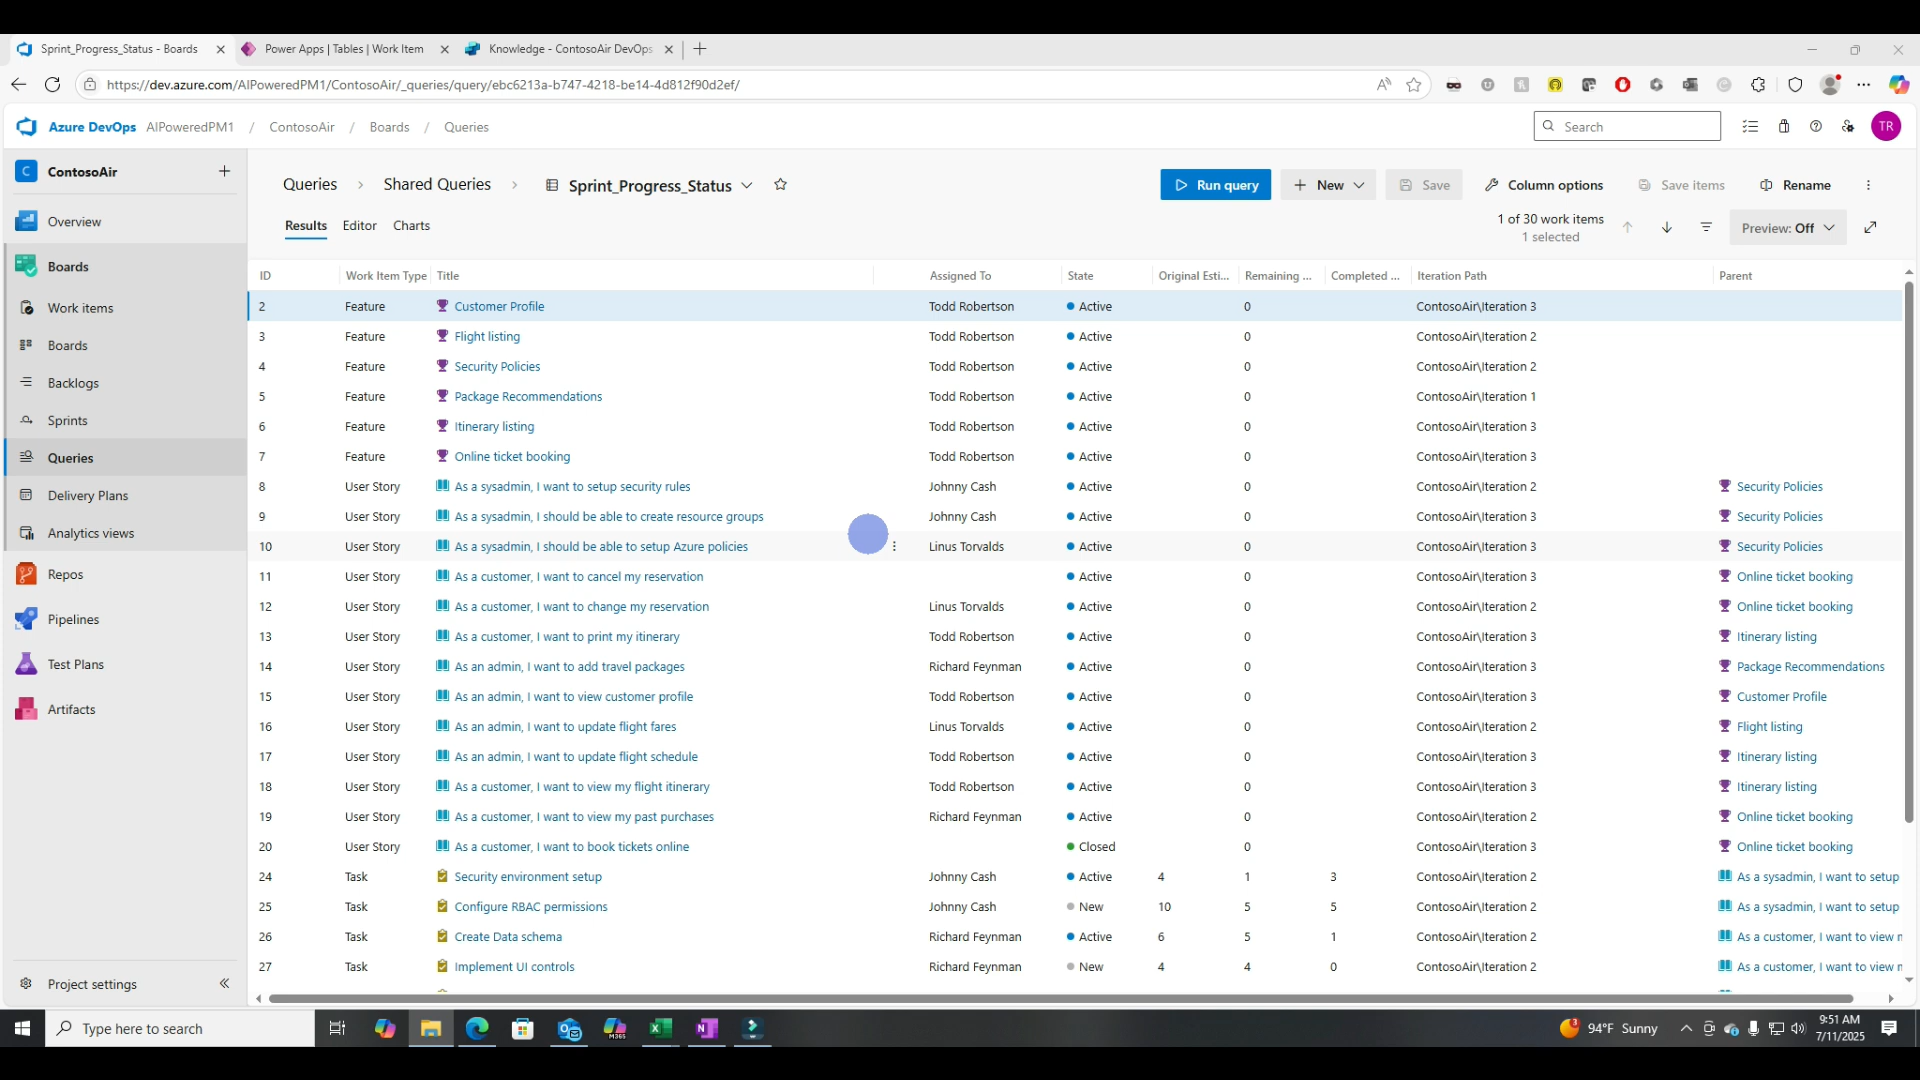 Sprint_Progress_Status - Boards
Power Apps | Tables | Work Item
Knowledge - ContosoAir DevOps
https://dev.azure.com/AIPoweredPM1/ContosoAir/_queries/query/ebc6213a-b747-4218-be14-4d812f90d2ef/
Azure DevOps AIPoweredPM1 / ContosoAir / Boards / Queries
Search
TR
C ContosoAir
Overview
Boards
Work items
Boards
Backlogs
Sprints
Queries
Delivery Plans
Analytics views
Repos
Pipelines
Test Plans
Artifacts
Project settings
Queries > Shared Queries > Sprint_Progress_Status
Run query New Save Column options Save items Rename
Results Editor Charts
1 of 30 work items
1 selected
Preview: Off
ID Work Item Type Title Assigned To State Original Esti... Remaining ... Completed ... Iteration Path Parent
2 Feature Customer Profile Todd Robertson Active 0 ContosoAir\Iteration 3
3 Feature Flight listing Todd Robertson Active 0 ContosoAir\Iteration 2
4 Feature Security Policies Todd Robertson Active 0 ContosoAir\Iteration 2
5 Feature Package Recommendations Todd Robertson Active 0 ContosoAir\Iteration 1
6 Feature Itinerary listing Todd Robertson Active 0 ContosoAir\Iteration 3
7 Feature Online ticket booking Todd Robertson Active 0 ContosoAir\Iteration 3
8 User Story As a sysadmin, I want to setup security rules Johnny Cash Active 0 ContosoAir\Iteration 2 Security Policies
9 User Story As a sysadmin, I should be able to create resource groups Johnny Cash Active 0 ContosoAir\Iteration 3 Security Policies
10 User Story As a sysadmin, I should be able to setup Azure policies Linus Torvalds Active 0 ContosoAir\Iteration 3 Security Policies
11 User Story As a customer, I want to cancel my reservation Active 0 ContosoAir\Iteration 3 Online ticket booking
12 User Story As a customer, I want to change my reservation Linus Torvalds Active 0 ContosoAir\Iteration 2 Online ticket booking
13 User Story As a customer, I want to print my itinerary Todd Robertson Active 0 ContosoAir\Iteration 3 Itinerary listing
14 User Story As an admin, I want to add travel packages Richard Feynman Active 0 ContosoAir\Iteration 3 Package Recommendations
15 User Story As an admin, I want to view customer profile Todd Robertson Active 0 ContosoAir\Iteration 3 Customer Profile
16 User Story As an admin, I want to update flight fares Linus Torvalds Active 0 ContosoAir\Iteration 2 Flight listing
17 User Story As an admin, I want to update flight schedule Todd Robertson Active 0 ContosoAir\Iteration 3 Itinerary listing
18 User Story As a customer, I want to view my flight itinerary Todd Robertson Active 0 ContosoAir\Iteration 3 Itinerary listing
19 User Story As a customer, I want to view my past purchases Richard Feynman Active 0 ContosoAir\Iteration 2 Online ticket booking
20 User Story As a customer, I want to book tickets online Closed 0 ContosoAir\Iteration 3 Online ticket booking
24 Task Security environment setup Johnny Cash Active 4 1 3 ContosoAir\Iteration 2 As a sysadmin, I want to setup
25 Task Configure RBAC permissions Johnny Cash New 10 5 5 ContosoAir\Iteration 2 As a sysadmin, I want to setup
26 Task Create Data schema Richard Feynman Active 6 5 1 ContosoAir\Iteration 2 As a customer, I want to view
27 Task Implement UI controls Richard Feynman New 4 4 0 ContosoAir\Iteration 2 As a customer, I want to view
Type here to search
M365
94°F Sunny
9:51 AM
7/11/2025